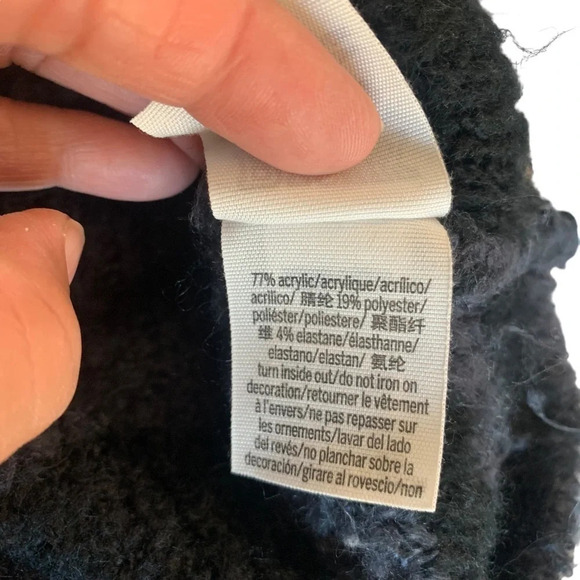 77% acrylic/acrylique/acrílico/
acrilico/ 腈纶 19% polyester/
poliéster/poliestere/ 聚酯纤
维 4% elastane/élasthanne/
elastano/elastan/ 氨纶
turn inside out/do not iron on
decoration/retourner le vêtement
à l'envers/ne pas repasser sur
les ornements/lavar del lado
del revés/no planchar sobre la
decoración/girare al rovescio/non